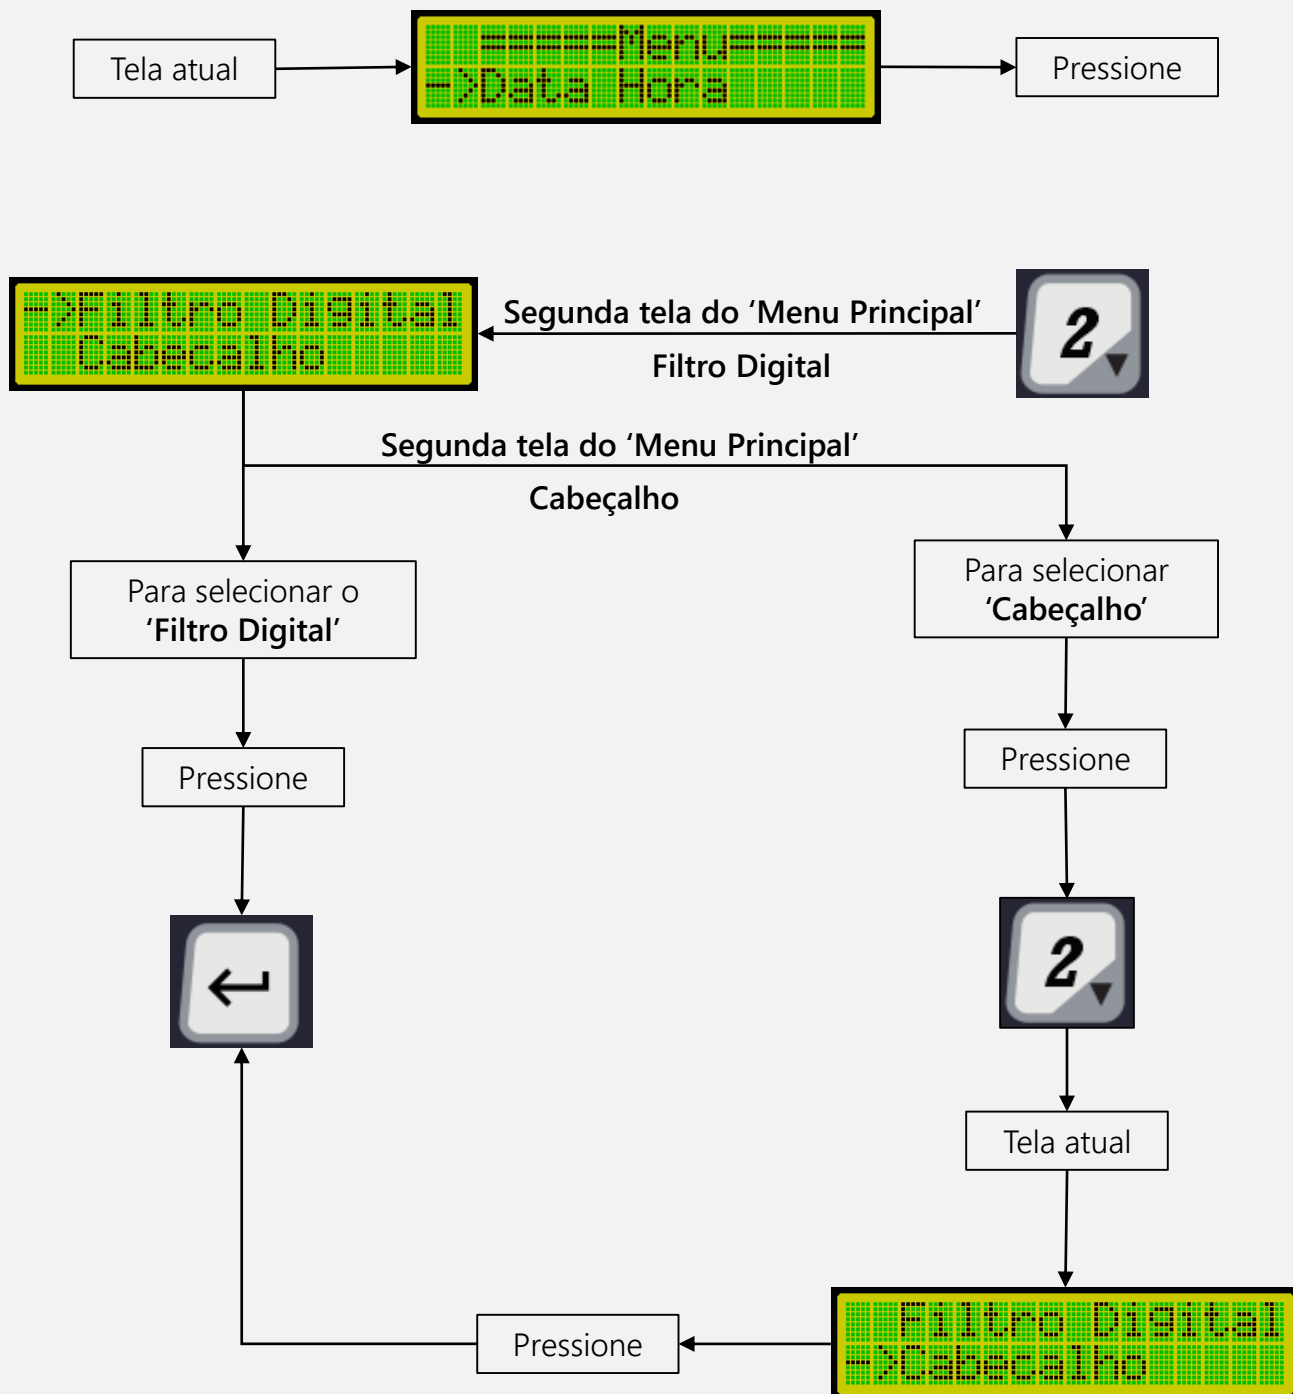 Tela atual
======Menu======
->Data Hora
Pressione
->Filtro Digital
Cabecalho
Segunda tela do ‘Menu Principal’
Filtro Digital
2
Segunda tela do ‘Menu Principal’
Cabeçalho
Para selecionar o
‘Filtro Digital’
Para selecionar
‘Cabeçalho’
Pressione
Pressione
2
Tela atual
Pressione
Filtro Digital
->Cabecalho